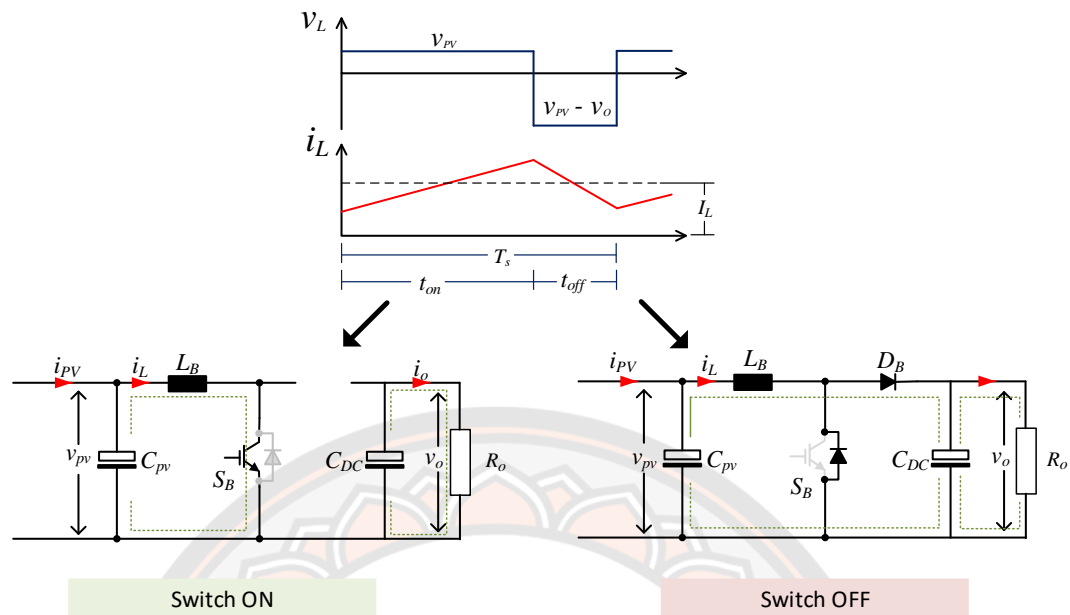 v_L
v_PV
v_PV - v_O
i_L
I_L
T_s
t_on t_off
i_PV i_L L_B i_o
v_pv C_pv S_B C_DC v_o R_o
i_PV i_L L_B D_B
v_pv C_pv S_B C_DC v_o R_o
Switch ON
Switch OFF